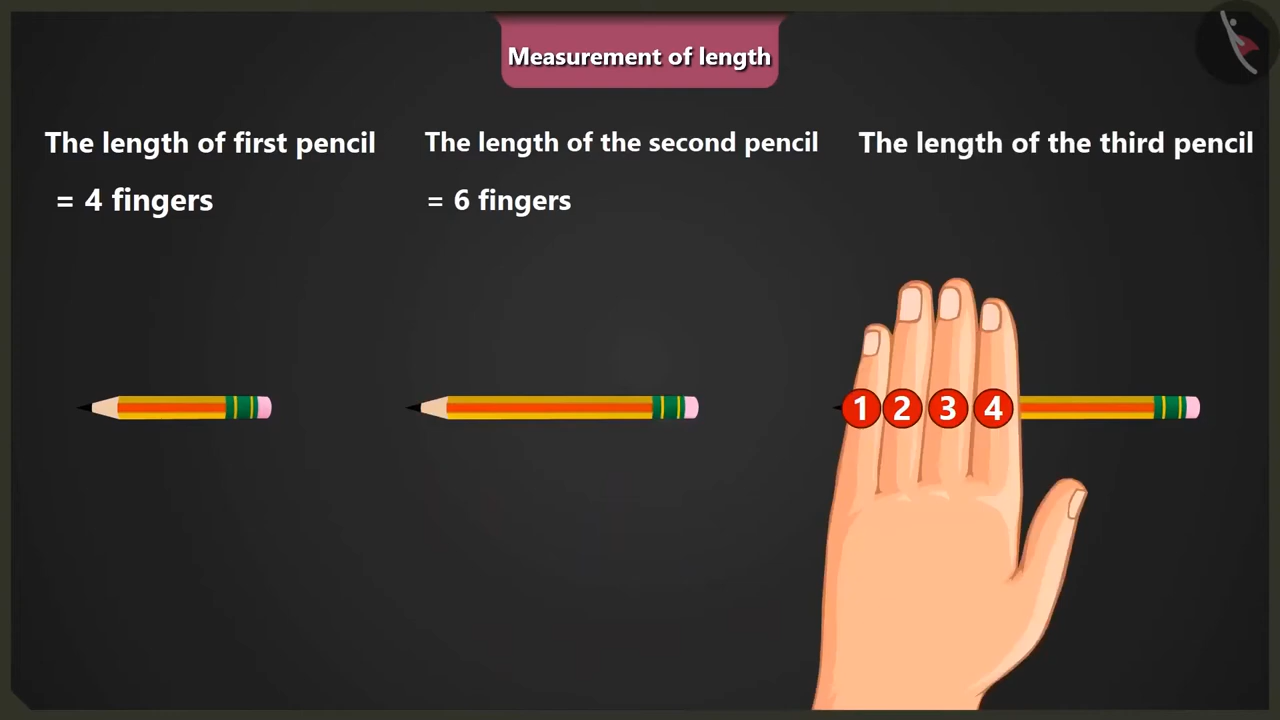 Measurement of length
The length of first pencil
= 4 fingers
The length of the second pencil
= 6 fingers
The length of the third pencil
1 2 3 4